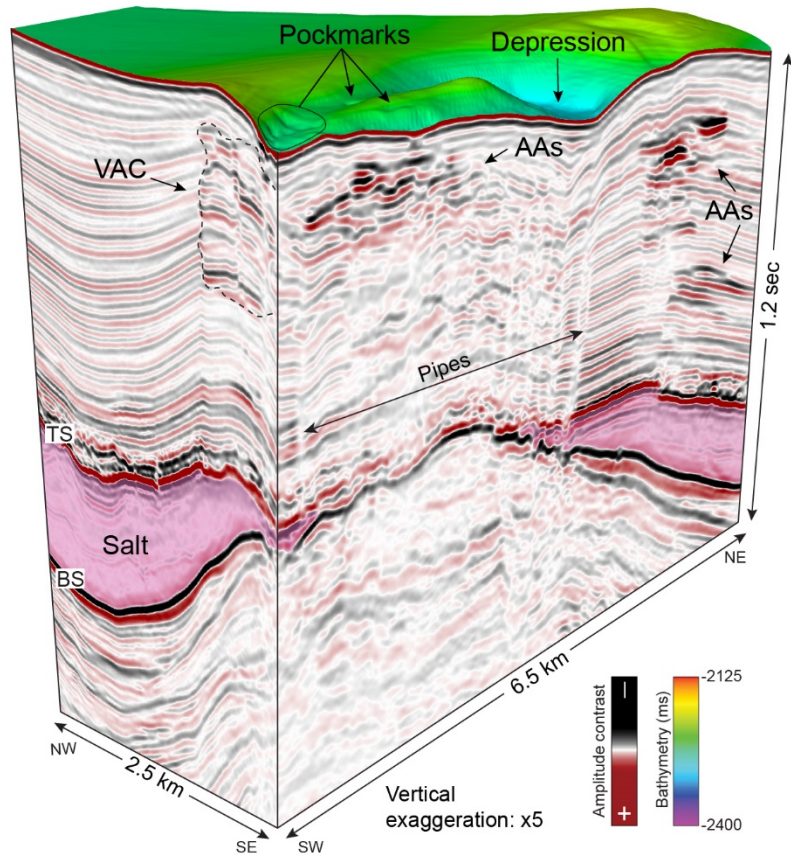 Pockmarks
Depression
VAC
AAs
AAs
1.2 sec
Pipes
TS
Salt
BS
NE
6.5 km
NW
2.5 km
SE
SW
Vertical
exaggeration: x5
Amplitude contrast
–
+
Bathymetry (ms)
-2125
-2400